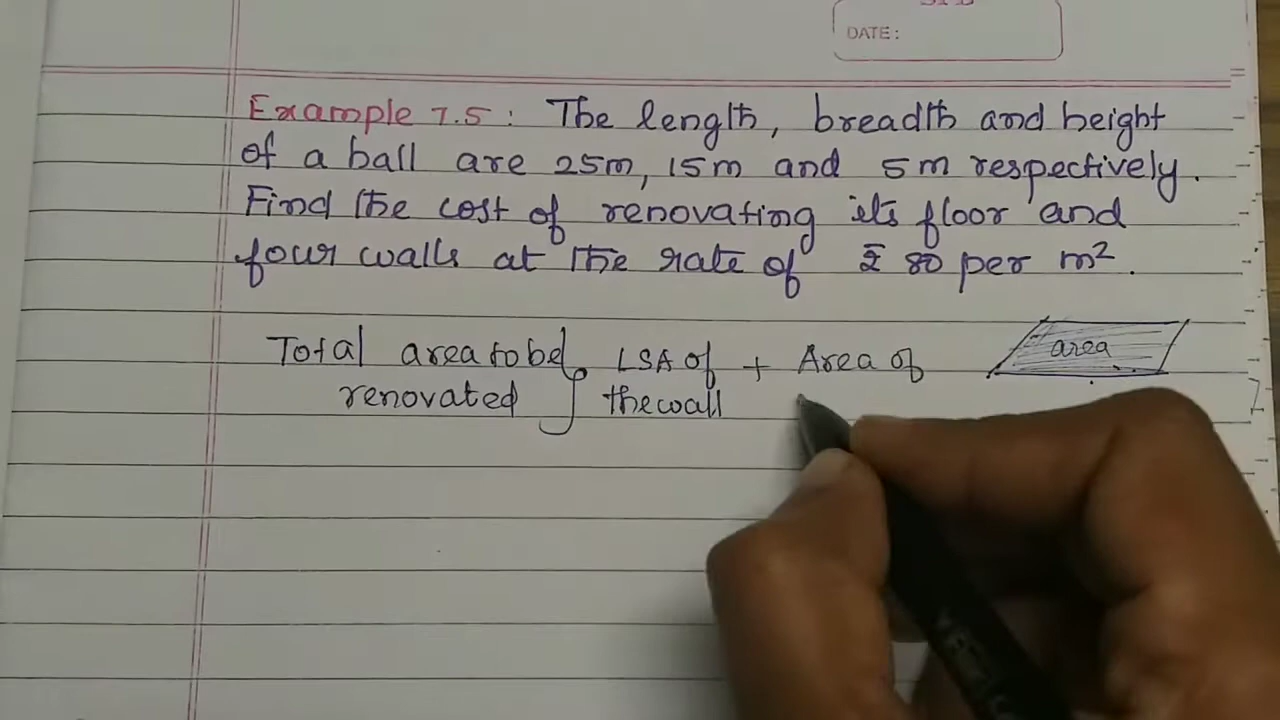 DATE:
Example 7.5: The length, breadth and height
of a ball are 25m, 15m and 5m respectively.
Find the cost of renovating its floor and
four walls at the rate of ₹ 80 per m².
Total area to be LSA of + Area of
renovated } the wall
area